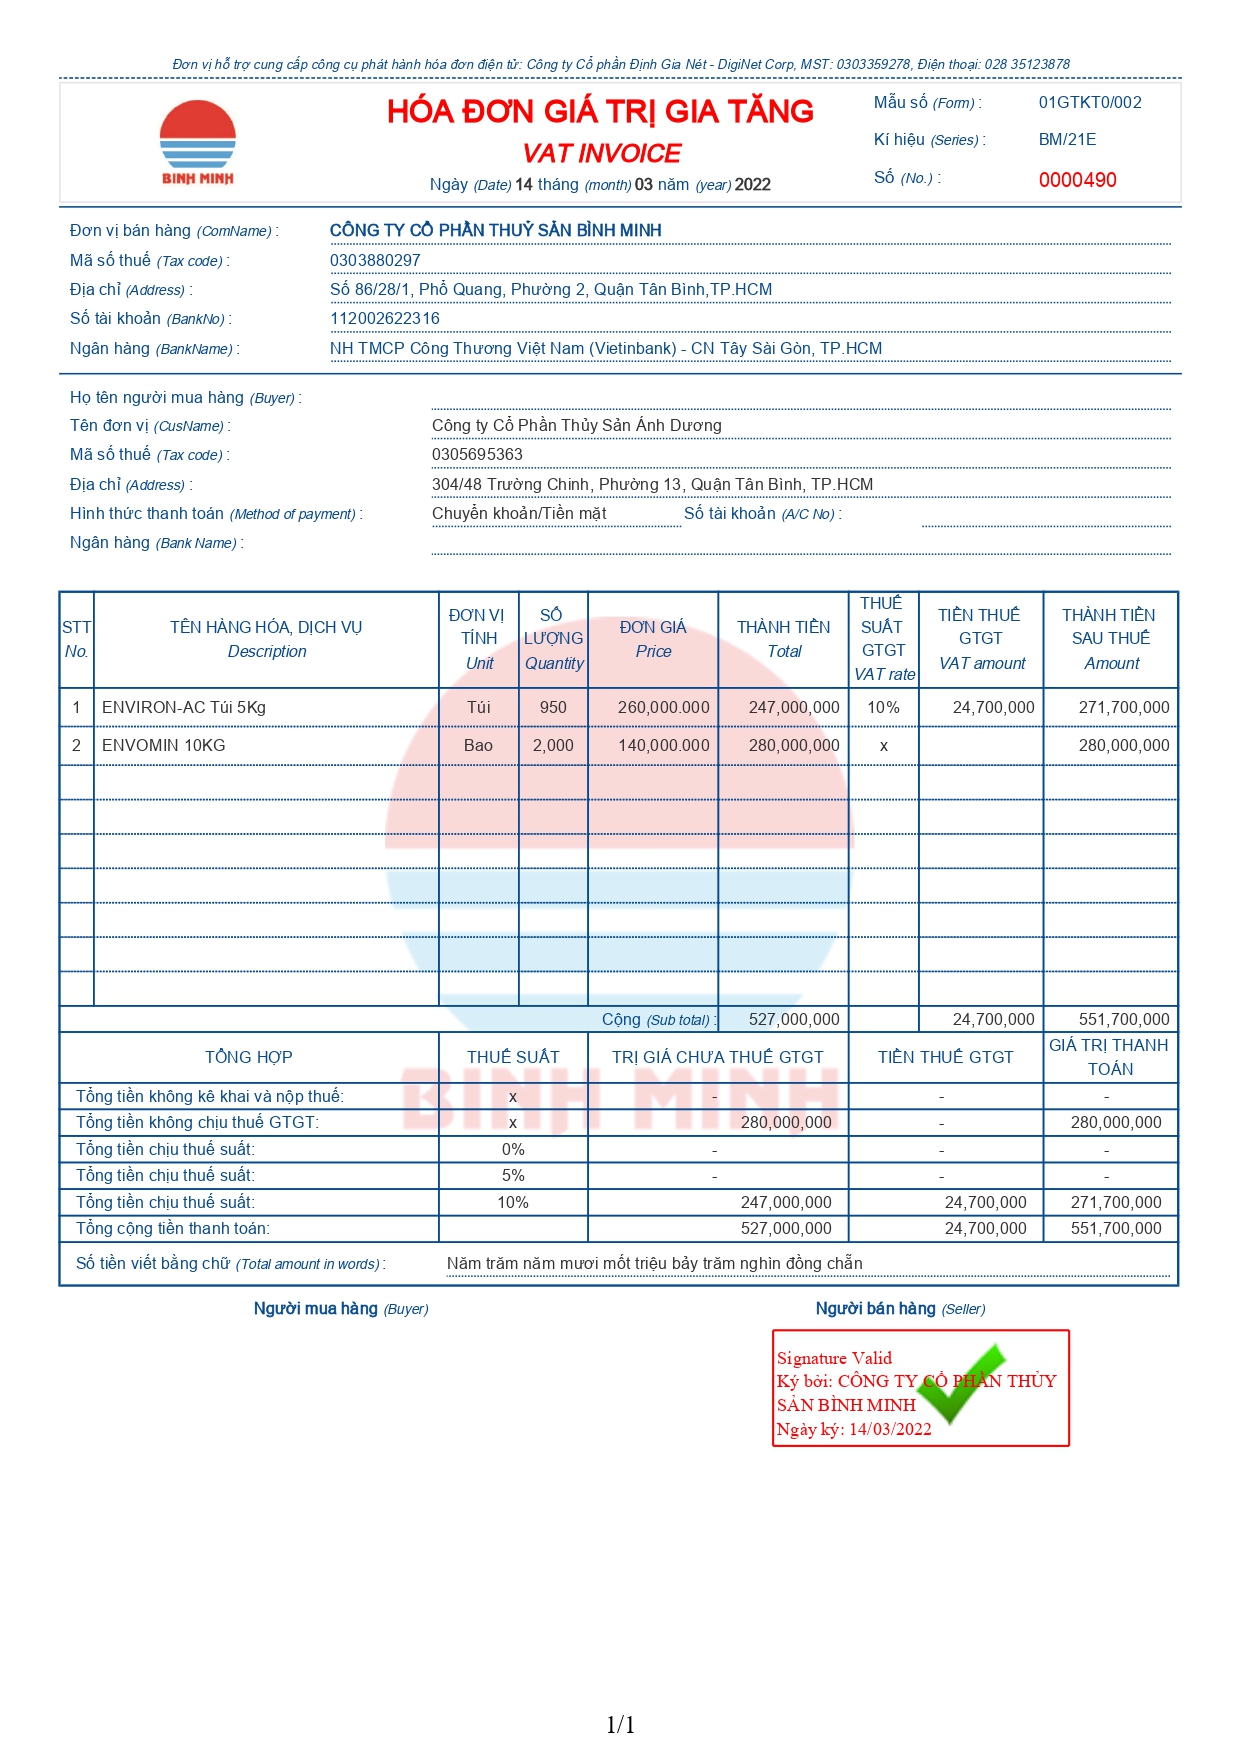 Đơn vị hỗ trợ cung cấp công cụ phát hành hóa đơn điện tử: Công ty Cổ phần Định Gia Nét - DigiNet Corp, MST: 0303359278, Điện thoại: 028 35123878
BINH MINH
HÓA ĐƠN GIÁ TRỊ GIA TĂNG
VAT INVOICE
Ngày (Date) 14 tháng (month) 03 năm (year) 2022
Mẫu số (Form) : 01GTKT0/002
Kí hiệu (Series) : BM/21E
Số (No.) : 0000490
Đơn vị bán hàng (ComName) : CÔNG TY CỔ PHẦN THUỶ SẢN BÌNH MINH
Mã số thuế (Tax code) : 0303880297
Địa chỉ (Address) : Số 86/28/1, Phổ Quang, Phường 2, Quận Tân Bình,TP.HCM
Số tài khoản (BankNo) : 112002622316
Ngân hàng (BankName) : NH TMCP Công Thương Việt Nam (Vietinbank) - CN Tây Sài Gòn, TP.HCM
Họ tên người mua hàng (Buyer) :
Tên đơn vị (CusName) : Công ty Cổ Phần Thủy Sản Ánh Dương
Mã số thuế (Tax code) : 0305695363
Địa chỉ (Address) : 304/48 Trường Chinh, Phường 13, Quận Tân Bình, TP.HCM
Hình thức thanh toán (Method of payment) : Chuyển khoản/Tiền mặt Số tài khoản (A/C No) :
Ngân hàng (Bank Name) :
STT No. TÊN HÀNG HÓA, DỊCH VỤ Description ĐƠN VỊ TÍNH Unit SỐ LƯỢNG Quantity ĐƠN GIÁ Price THÀNH TIỀN Total THUẾ SUẤT GTGT VAT rate TIỀN THUẾ GTGT VAT amount THÀNH TIỀN SAU THUẾ Amount
1 ENVIRON-AC Túi 5Kg Túi 950 260,000.000 247,000,000 10% 24,700,000 271,700,000
2 ENVOMIN 10KG Bao 2,000 140,000.000 280,000,000 x 280,000,000
Cộng (Sub total) : 527,000,000 24,700,000 551,700,000
TỔNG HỢP THUẾ SUẤT TRỊ GIÁ CHƯA THUẾ GTGT TIỀN THUẾ GTGT GIÁ TRỊ THANH TOÁN
BINH MINH
Tổng tiền không kê khai và nộp thuế: x - - -
Tổng tiền không chịu thuế GTGT: x 280,000,000 - 280,000,000
Tổng tiền chịu thuế suất: 0% - - -
Tổng tiền chịu thuế suất: 5% - - -
Tổng tiền chịu thuế suất: 10% 247,000,000 24,700,000 271,700,000
Tổng cộng tiền thanh toán: 527,000,000 24,700,000 551,700,000
Số tiền viết bằng chữ (Total amount in words) : Năm trăm năm mươi mốt triệu bảy trăm nghìn đồng chẵn
Người mua hàng (Buyer) Người bán hàng (Seller)
Signature Valid
Ký bởi: CÔNG TY CỔ PHẦN THỦY
SẢN BÌNH MINH
Ngày ký: 14/03/2022
1/1